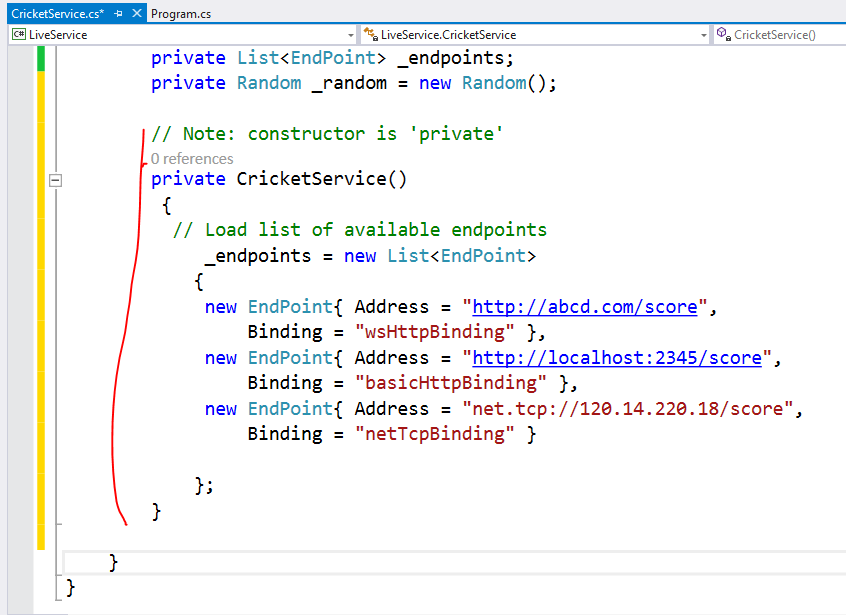 CricketService.cs* Program.cs
C# LiveService LiveService.CricketService CricketService()
private List<EndPoint> _endpoints;
private Random _random = new Random();
// Note: constructor is 'private'
0 references
private CricketService()
{
// Load list of available endpoints
_endpoints = new List<EndPoint>
{
new EndPoint{ Address = "http://abcd.com/score",
Binding = "wsHttpBinding" },
new EndPoint{ Address = "http://localhost:2345/score",
Binding = "basicHttpBinding" },
new EndPoint{ Address = "net.tcp://120.14.220.18/score",
Binding = "netTcpBinding" }
};
}
}
}